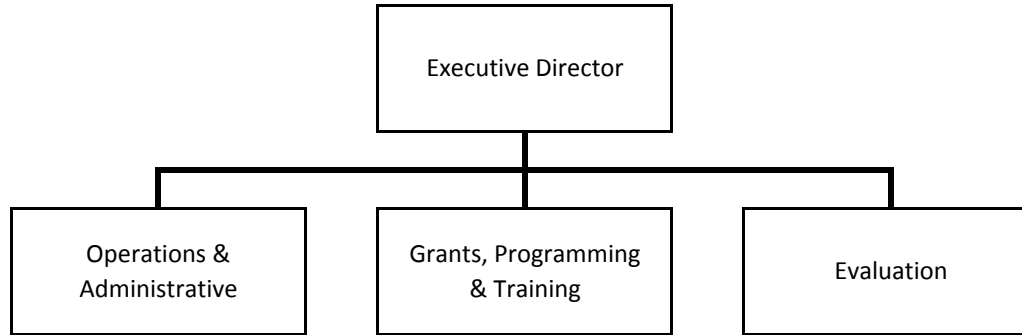 Executive Director
Operations &
Administrative
Grants, Programming
& Training
Evaluation